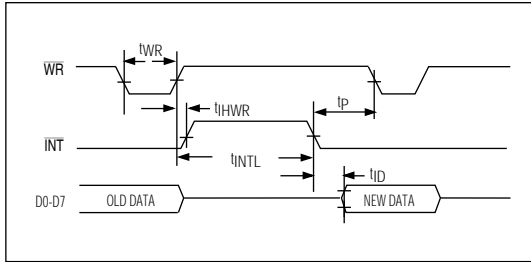 tWR
WR
tIHWR
tP
INT
tINTL
tID
D0-D7 OLD DATA NEW DATA